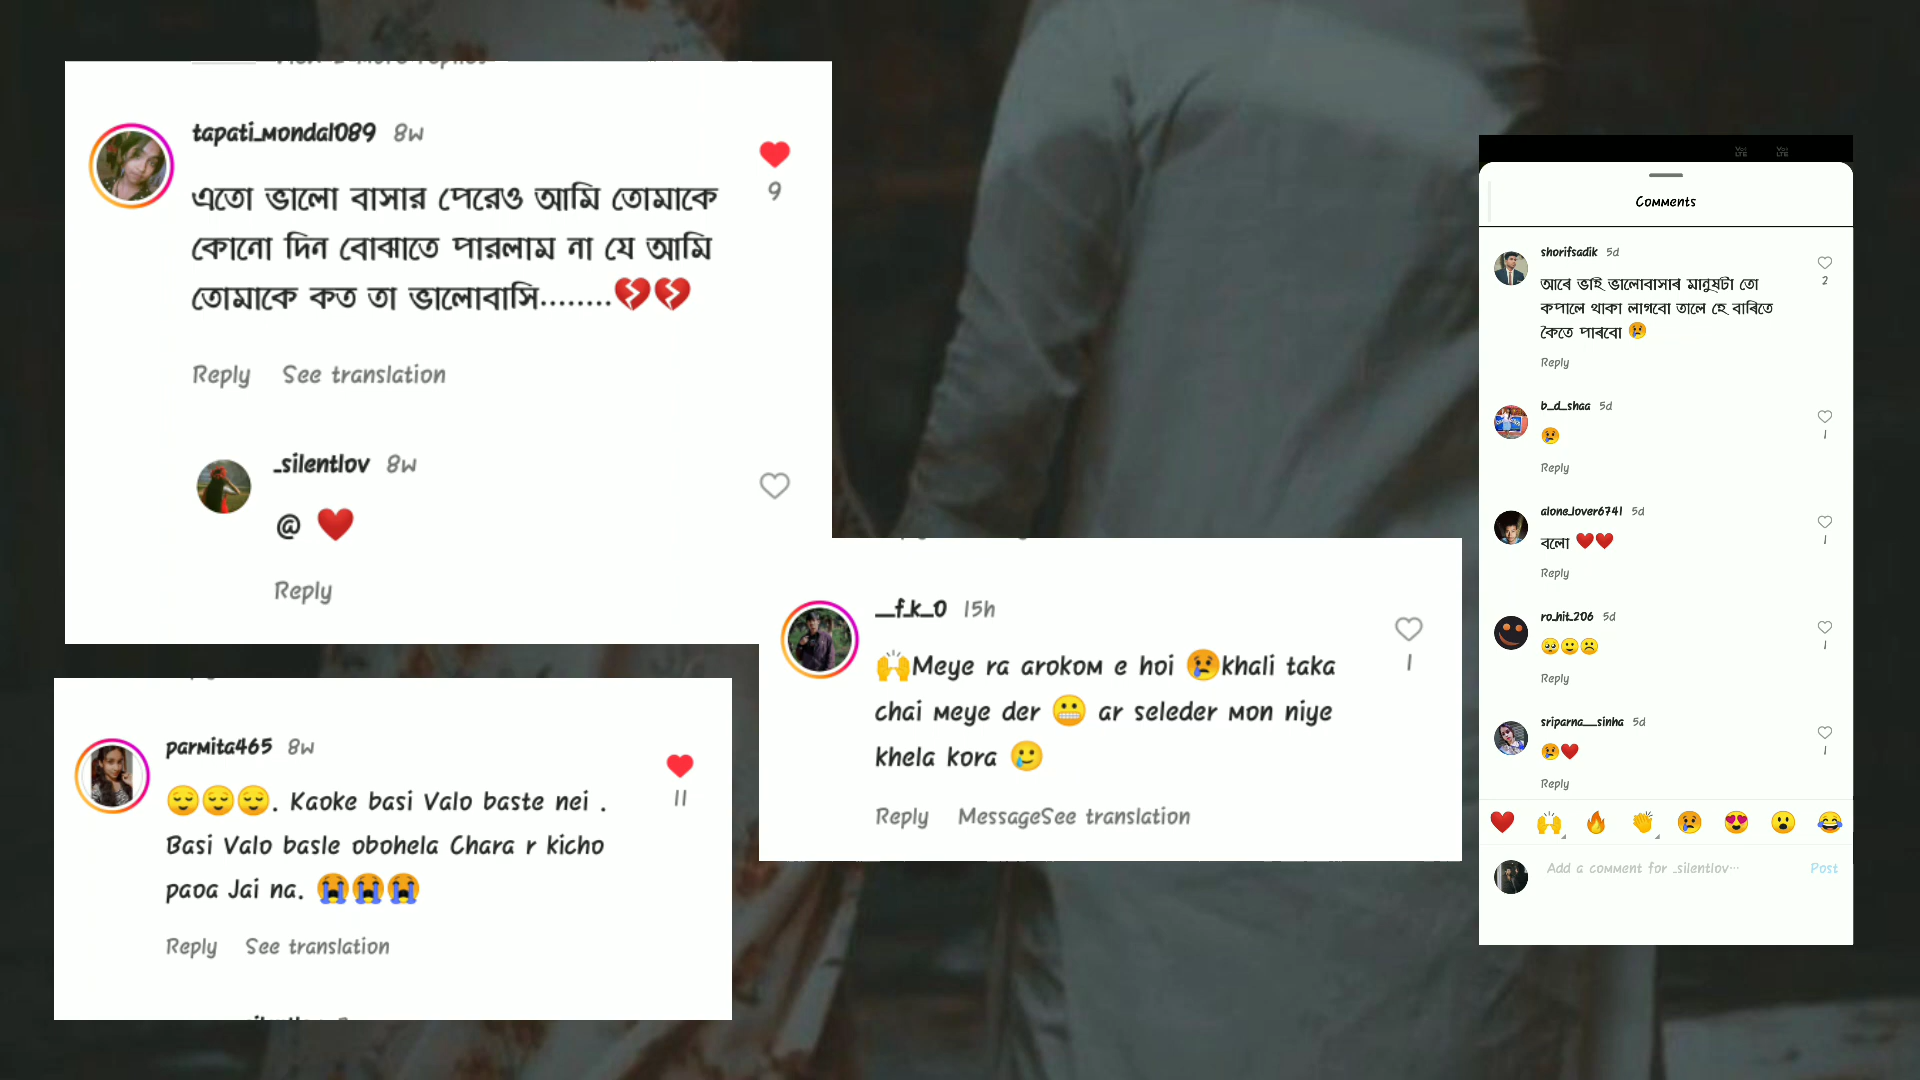 tapati_mondal089 8w
এতো ভালো বাসার পেরেও আমি তোমাকে
কোনো দিন বোঝাতে পারলাম না যে আমি
তোমাকে কত তা ভালোবাসি........💔💔
9
Reply See translation
_silentlov 8w
@ ❤️
Reply
parmita465 8w
😌😌😌. Kaoke basi Valo baste nei .
Basi Valo basle obohela Chara r kicho
paoa Jai na. 😭😭😭
11
Reply See translation
__f_k__0 15h
🙌Meye ra arokom e hoi 😢khali taka
chai meye der 😬 ar seleder mon niye
khela kora 🥲
1
Reply MessageSee translation
Comments
shorifsadik 5d
আৰে ভাই ভালোবাসাৰ মানুষটা তো
কপালে থাকা লাগবো তালে হে বাৰিতে
কৈতে পাৰবো 😢
2
Reply
b_d_shaa 5d
😢
1
Reply
alone_lover6741 5d
বলো ❤️❤️
1
Reply
ro_hit_206 5d
🥺🙂☹️
1
Reply
sriparna___sinha 5d
😢❤️
1
Reply
❤️ 🙌 🔥 👏 😢 😍 😮 😂
Add a comment for _silentlov... Post